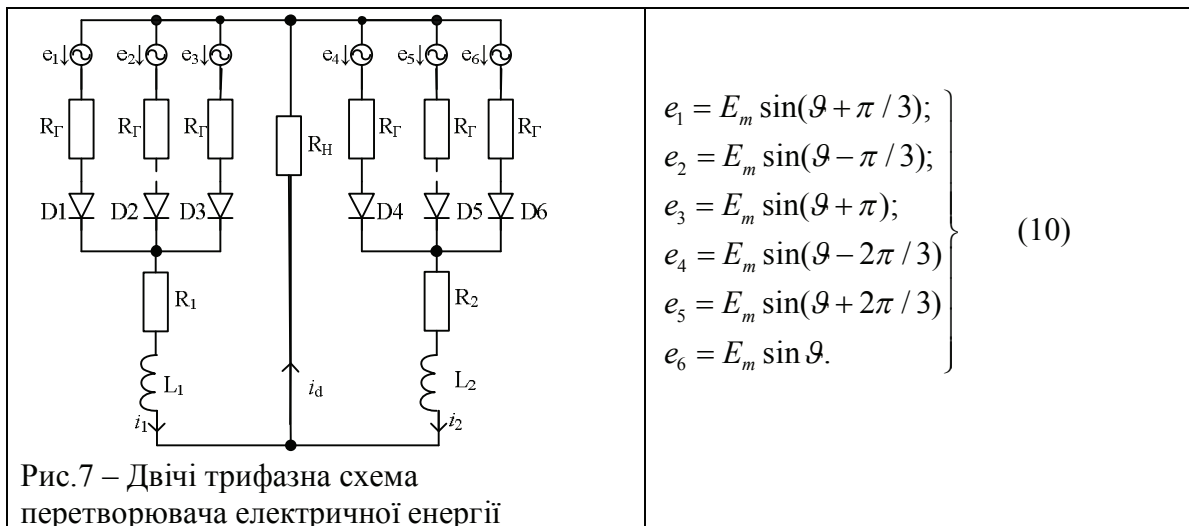 e₁↓ e₂↓ e₃↓ e₄↓ e₅↓ e₆↓
R_Г R_Г R_Г R_Н R_Г R_Г R_Г
D1 D2 D3 D4 D5 D6
R₁ R₂
L₁ i_d L₂
i₁ i₂
Рис.7 – Двічі трифазна схема
перетворювача електричної енергії
e₁ = E_m sin(ϑ + π / 3);
e₂ = E_m sin(ϑ − π / 3);
e₃ = E_m sin(ϑ + π);
e₄ = E_m sin(ϑ − 2π / 3)
e₅ = E_m sin(ϑ + 2π / 3)
e₆ = E_m sin ϑ.
(10)